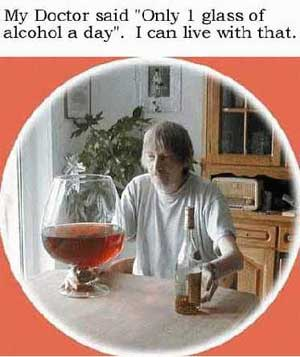 My Doctor said "Only 1 glass of
alcohol a day".  I can live with that.